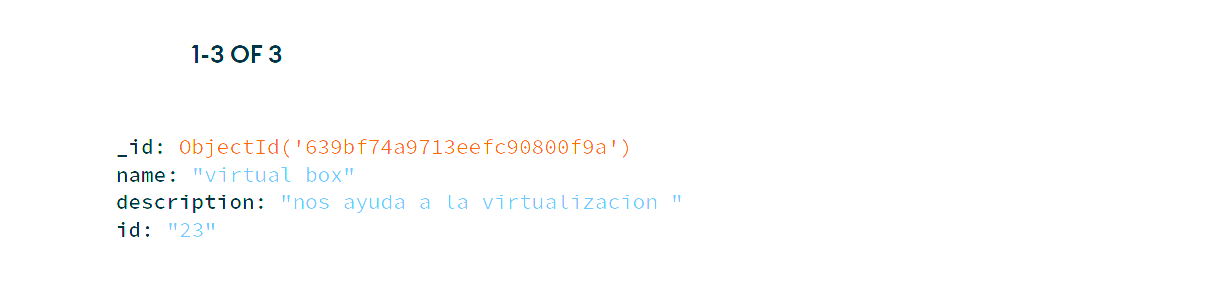 1-3 OF 3
_id: ObjectId('639bf74a9713eefc90800f9a')
name: "virtual box"
description: "nos ayuda a la virtualizacion "
id: "23"